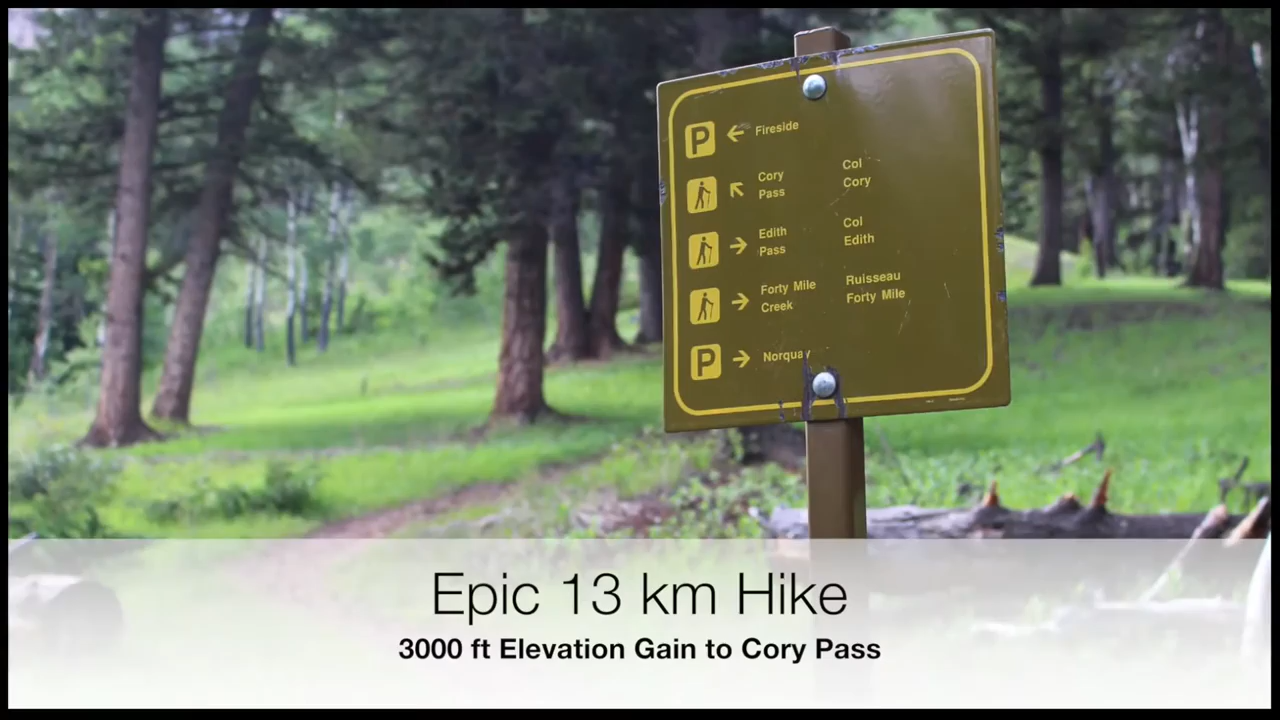 P Fireside
Cory
Pass
Col
Cory
Edith
Pass
Col
Edith
Forty Mile
Creek
Ruisseau
Forty Mile
P Norquay
Epic 13 km Hike
3000 ft Elevation Gain to Cory Pass